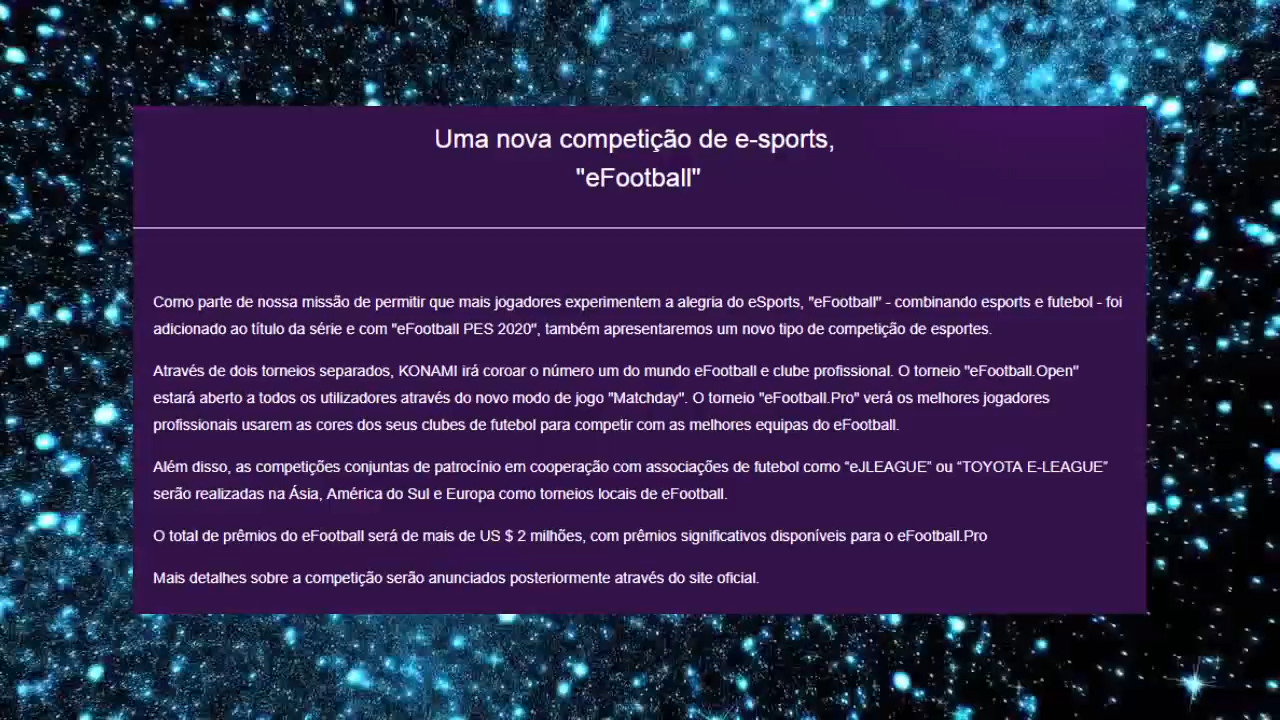 Uma nova competição de e-sports,
"eFootball"
Como parte de nossa missão de permitir que mais jogadores experimentem a alegria do eSports, "eFootball" - combinando esports e futebol - foi
adicionado ao título da série e com "eFootball PES 2020", também apresentaremos um novo tipo de competição de esportes.
Através de dois torneios separados, KONAMI irá coroar o número um do mundo eFootball e clube profissional. O torneio "eFootball.Open"
estará aberto a todos os utilizadores através do novo modo de jogo "Matchday". O torneio "eFootball.Pro" verá os melhores jogadores
profissionais usarem as cores dos seus clubes de futebol para competir com as melhores equipas do eFootball.
Além disso, as competições conjuntas de patrocínio em cooperação com associações de futebol como “eJLEAGUE” ou “TOYOTA E-LEAGUE”
serão realizadas na Ásia, América do Sul e Europa como torneios locais de eFootball.
O total de prêmios do eFootball será de mais de US $ 2 milhões, com prêmios significativos disponíveis para o eFootball.Pro
Mais detalhes sobre a competição serão anunciados posteriormente através do site oficial.